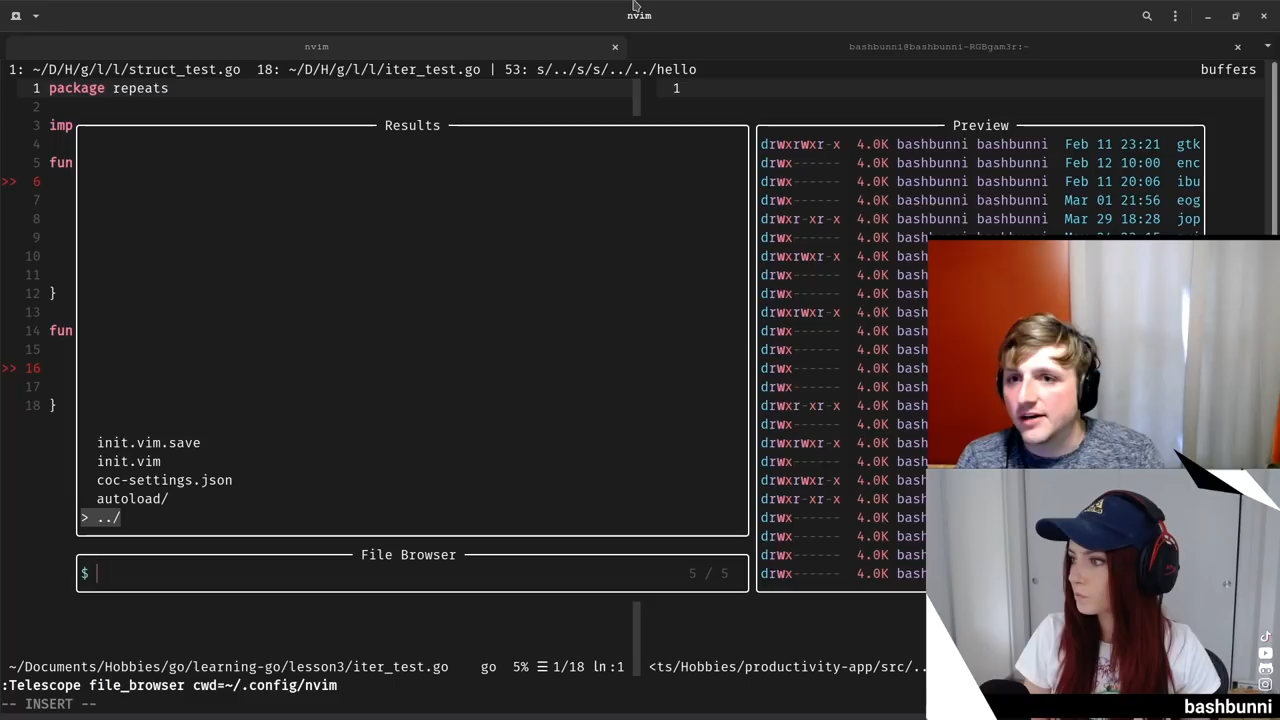 nvim
nvim
bashbunni@bashbunni-RGBgam3r:~
1: ~/D/H/g/l/l/struct_test.go 18: ~/D/H/g/l/l/iter_test.go | 53: s/../s/s/../../hello
buffers
1 package repeats
1
2
3 imp
4
5 fun
>> 6
7
8
9
10
11
12 }
13
14 fun
15
>> 16
17
18 }
Results
init.vim.save
init.vim
coc-settings.json
autoload/
> ../
File Browser
$
5 / 5
Preview
drwxrwxr-x 4.0K bashbunni bashbunni Feb 11 23:21 gtk
drwx------ 4.0K bashbunni bashbunni Feb 12 10:00 enc
drwx------ 4.0K bashbunni bashbunni Feb 11 20:06 ibu
drwx------ 4.0K bashbunni bashbunni Mar 01 21:56 eog
drwxr-xr-x 4.0K bashbunni bashbunni Mar 29 18:28 jop
drwx------ 4.0K bash
drwxrwxr-x 4.0K bash
drwx------ 4.0K bash
drwx------ 4.0K bash
drwxrwxr-x 4.0K bash
drwx------ 4.0K bash
drwx------ 4.0K bash
drwx------ 4.0K bash
drwxr-xr-x 4.0K bash
drwx------ 4.0K bash
drwxrwxr-x 4.0K bash
drwx------ 4.0K bash
drwxrwxr-x 4.0K bash
drwxr-xr-x 4.0K bash
drwx------ 4.0K bash
drwx------ 4.0K bash
drwx------ 4.0K bash
drwx------ 4.0K bash
~/Documents/Hobbies/go/learning-go/lesson3/iter_test.go go 5% ☰ 1/18 ln:1
<ts/Hobbies/productivity-app/src/..
:Telescope file_browser cwd=~/.config/nvim
-- INSERT --
bashbunni